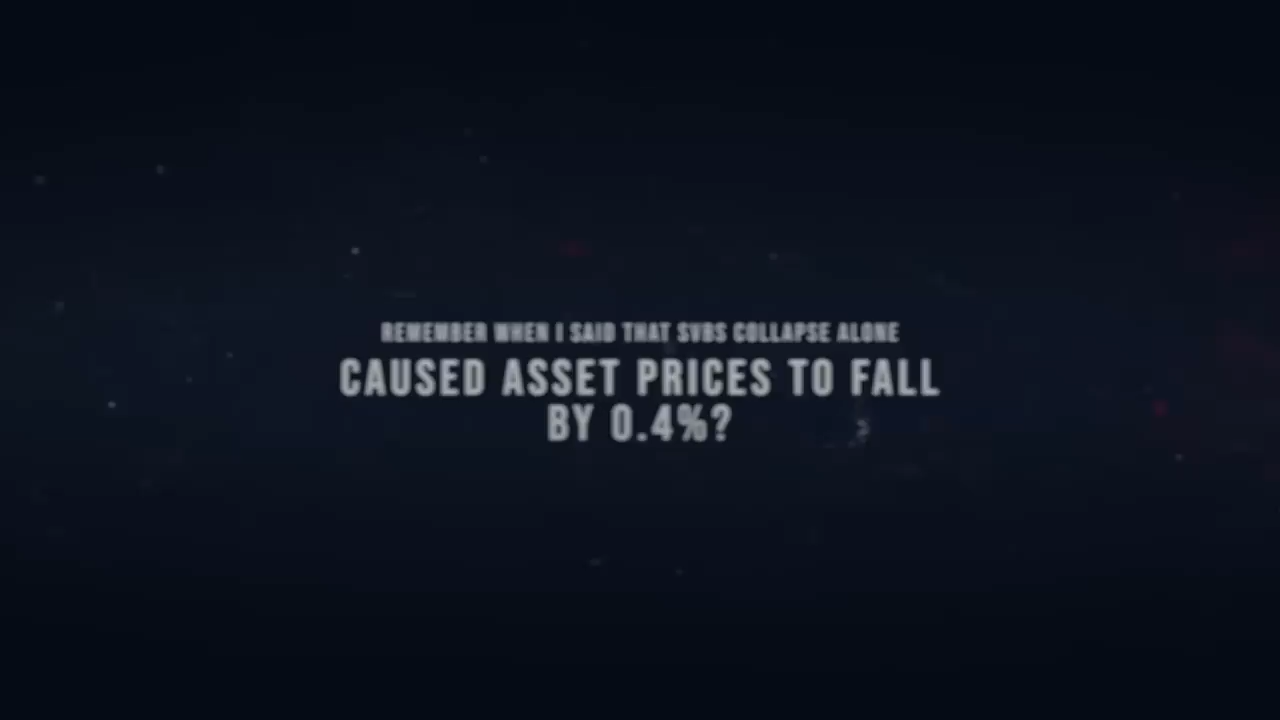 REMEMBER WHEN I SAID THAT SVBS COLLAPSE ALONE
CAUSED ASSET PRICES TO FALL
BY 0.4%?